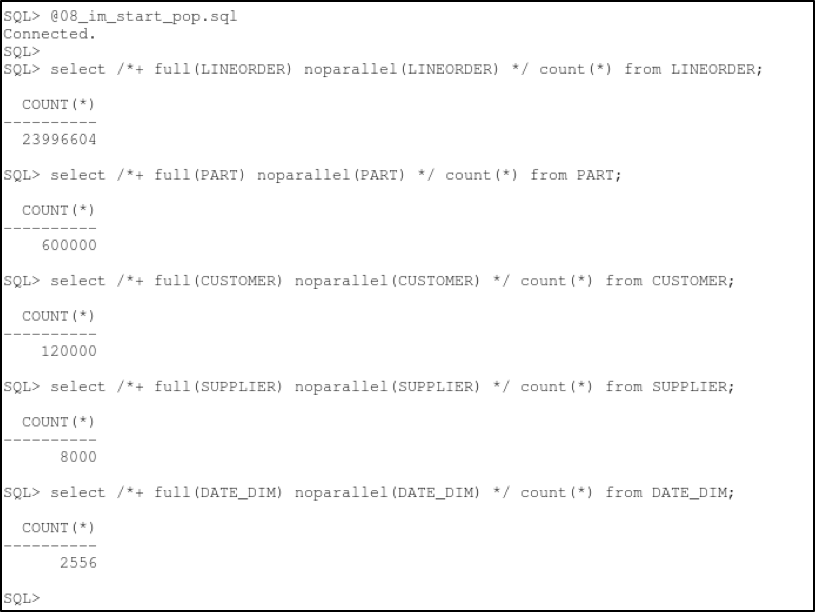 SQL> @08_im_start_pop.sql
Connected.
SQL>
SQL> select /*+ full(LINEORDER) noparallel(LINEORDER) */ count(*) from LINEORDER;
COUNT(*)
----------
23996604
SQL> select /*+ full(PART) noparallel(PART) */ count(*) from PART;
COUNT(*)
----------
600000
SQL> select /*+ full(CUSTOMER) noparallel(CUSTOMER) */ count(*) from CUSTOMER;
COUNT(*)
----------
120000
SQL> select /*+ full(SUPPLIER) noparallel(SUPPLIER) */ count(*) from SUPPLIER;
COUNT(*)
----------
8000
SQL> select /*+ full(DATE_DIM) noparallel(DATE_DIM) */ count(*) from DATE_DIM;
COUNT(*)
----------
2556
SQL>